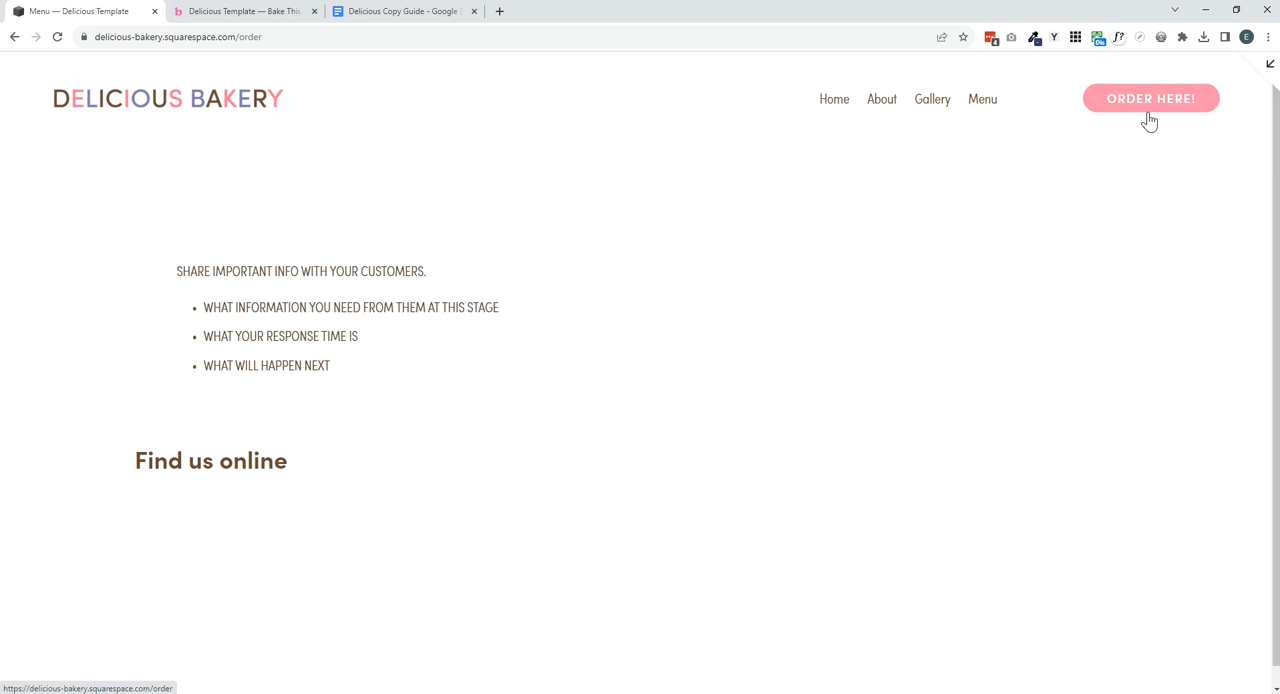 Menu — Delicious Template
Delicious Template — Bake This
Delicious Copy Guide - Google
delicious-bakery.squarespace.com/order
4
Y
Dis
f?
E
DELICIOUS BAKERY
Home
About
Gallery
Menu
ORDER HERE!
SHARE IMPORTANT INFO WITH YOUR CUSTOMERS.
• WHAT INFORMATION YOU NEED FROM THEM AT THIS STAGE
• WHAT YOUR RESPONSE TIME IS
• WHAT WILL HAPPEN NEXT
Find us online
https://delicious-bakery.squarespace.com/order